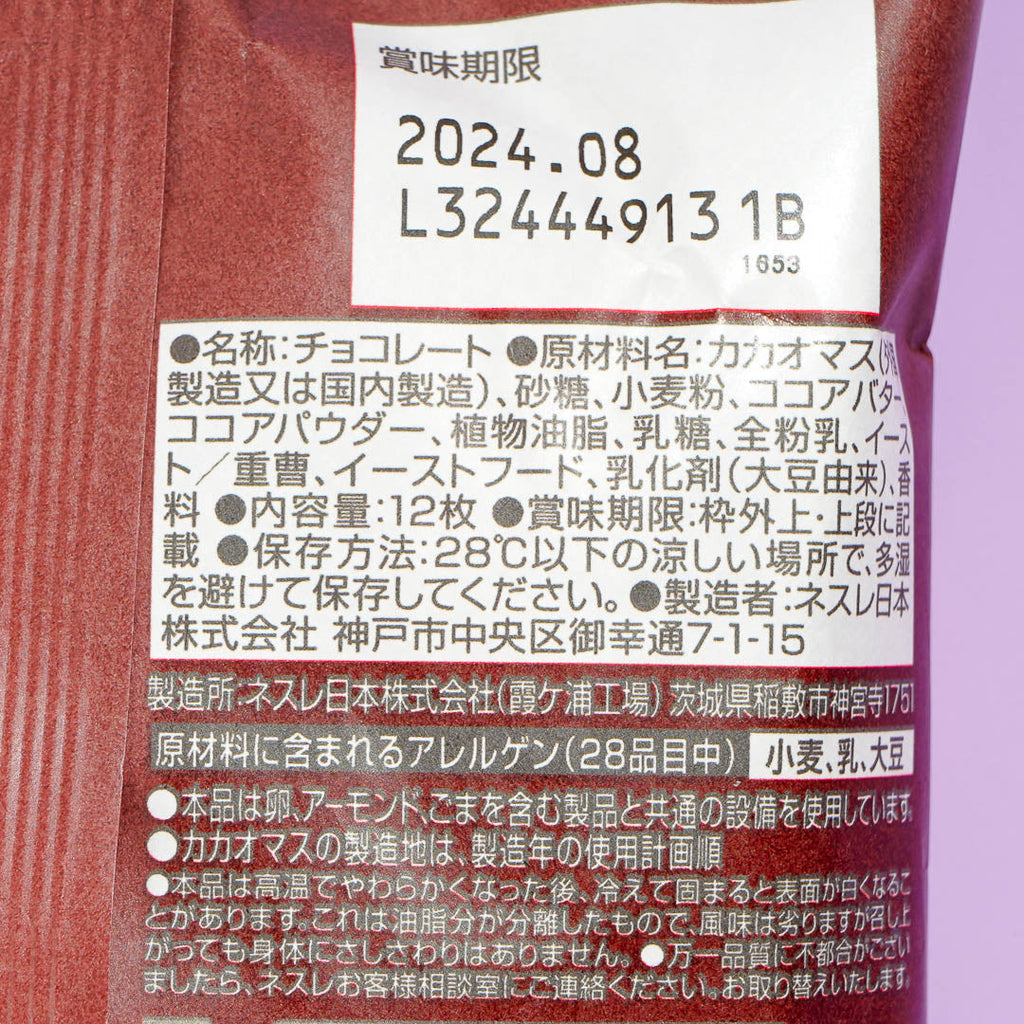 賞味期限
2024.08
L32444913 1B
1653
●名称:チョコレート ●原材料名:カカオマス(外国
製造又は国内製造)、砂糖、小麦粉、ココアバター、
ココアパウダー、植物油脂、乳糖、全粉乳、イース
ト／重曹、イーストフード、乳化剤(大豆由来)、香
料 ●内容量:12枚 ●賞味期限:枠外上・上段に記
載 ●保存方法:28℃以下の涼しい場所で、多湿
を避けて保存してください。●製造者:ネスレ日本
株式会社 神戸市中央区御幸通7-1-15
製造所:ネスレ日本株式会社(霞ケ浦工場) 茨城県稲敷市神宮寺1751
原材料に含まれるアレルゲン(28品目中) 小麦、乳、大豆
●本品は卵、アーモンド、ごまを含む製品と共通の設備を使用しています。
●カカオマスの製造地は、製造年の使用計画順
●本品は高温でやわらかくなった後、冷えて固まると表面が白くなるこ
とがあります。これは油脂分が分離したもので、風味は劣りますが召し上
がっても身体にさしさわりはありません。●万一品質に不都合がござい
ましたら、ネスレお客様相談室にご連絡ください。お取り替えいたします。